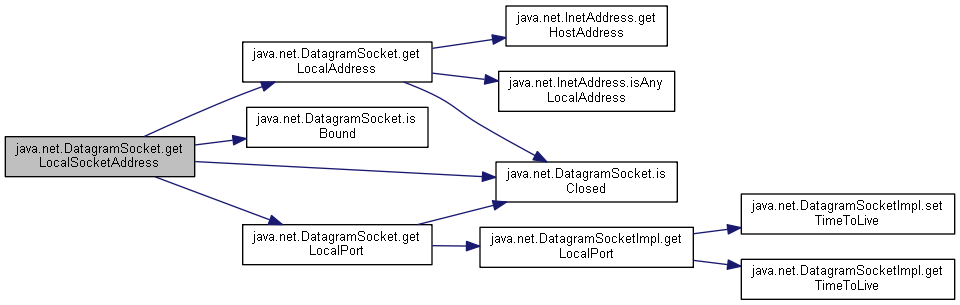 java.net.InetAddress.get
HostAddress
java.net.DatagramSocket.get
LocalAddress
java.net.InetAddress.isAny
LocalAddress
java.net.DatagramSocket.is
Bound
java.net.DatagramSocket.get
LocalSocketAddress
java.net.DatagramSocket.is
Closed
java.net.DatagramSocketImpl.set
TimeToLive
java.net.DatagramSocket.get
LocalPort
java.net.DatagramSocketImpl.get
LocalPort
java.net.DatagramSocketImpl.get
TimeToLive